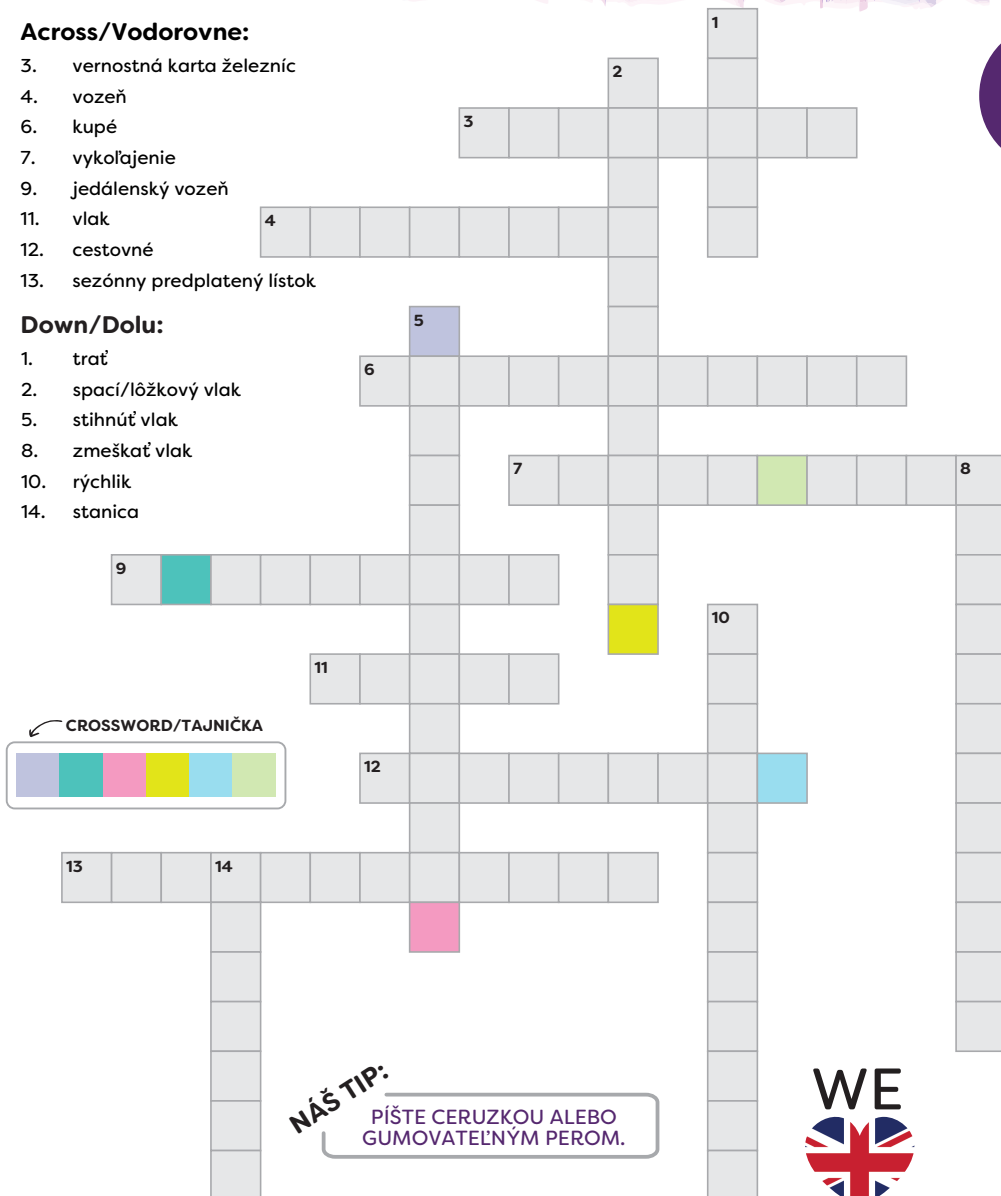 Across/Vodorovne:
3. vernostná karta železníc
4. vozeň
6. kupé
7. vykoľajenie
9. jedálenský vozeň
11. vlak
12. cestovné
13. sezónny predplatený lístok
Down/Dolu:
1. trať
2. spací/lôžkový vlak
5. stihnúť vlak
8. zmeškať vlak
10. rýchlik
14. stanica
1
2
3
4
5
6
7
8
9
10
11
CROSSWORD/TAJNIČKA
12
13
14
NÁŠ TIP:
PÍŠTE CERUZKOU ALEBO
GUMOVATEĽNÝM PEROM.
WE